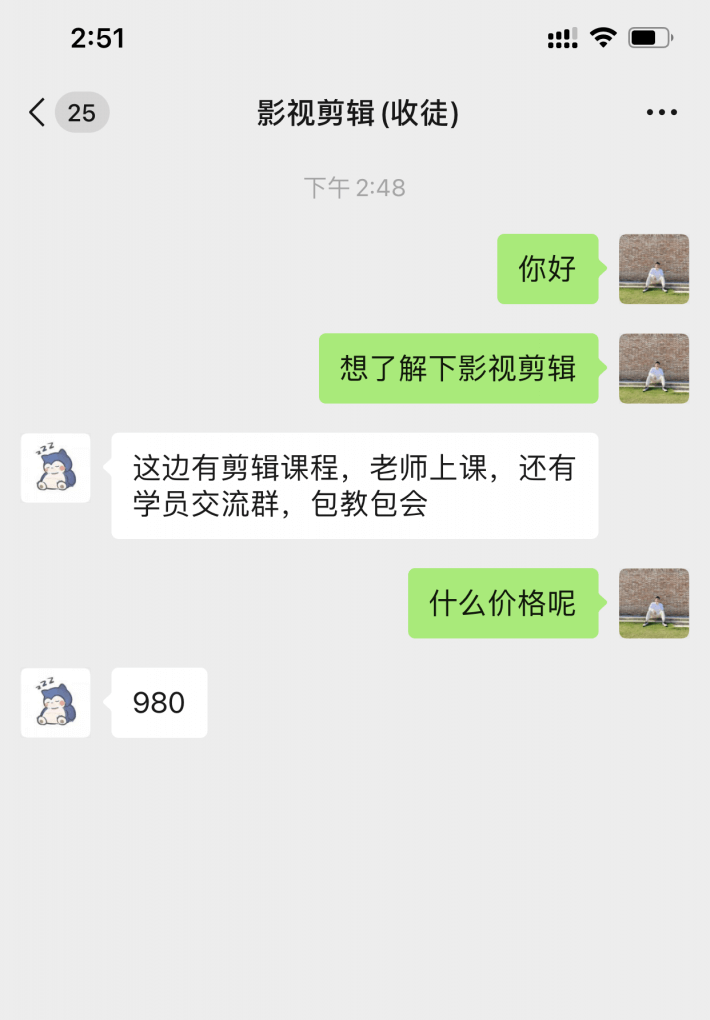 2:51
25
影视剪辑(收徒)
下午 2:48
你好
想了解下影视剪辑
zzZ
这边有剪辑课程，老师上课，还有
学员交流群，包教包会
什么价格呢
zzZ
980